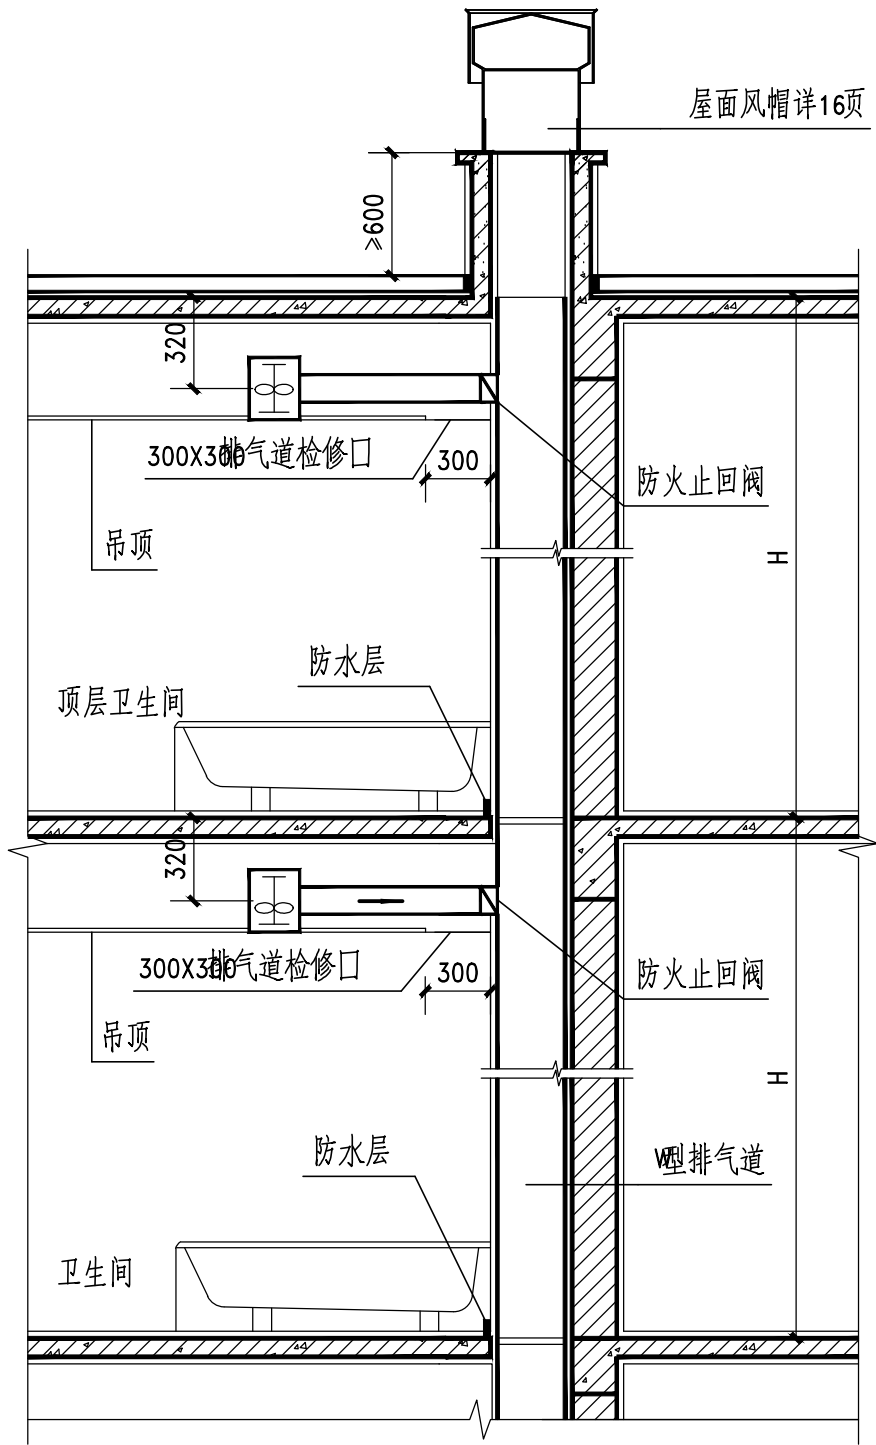 屋面风帽详16页
≥600
320
300X300排气道检修口
300
防火止回阀
吊顶
H
防水层
顶层卫生间
320
300X300排气道检修口
300
防火止回阀
吊顶
H
防水层
W型排气道
卫生间